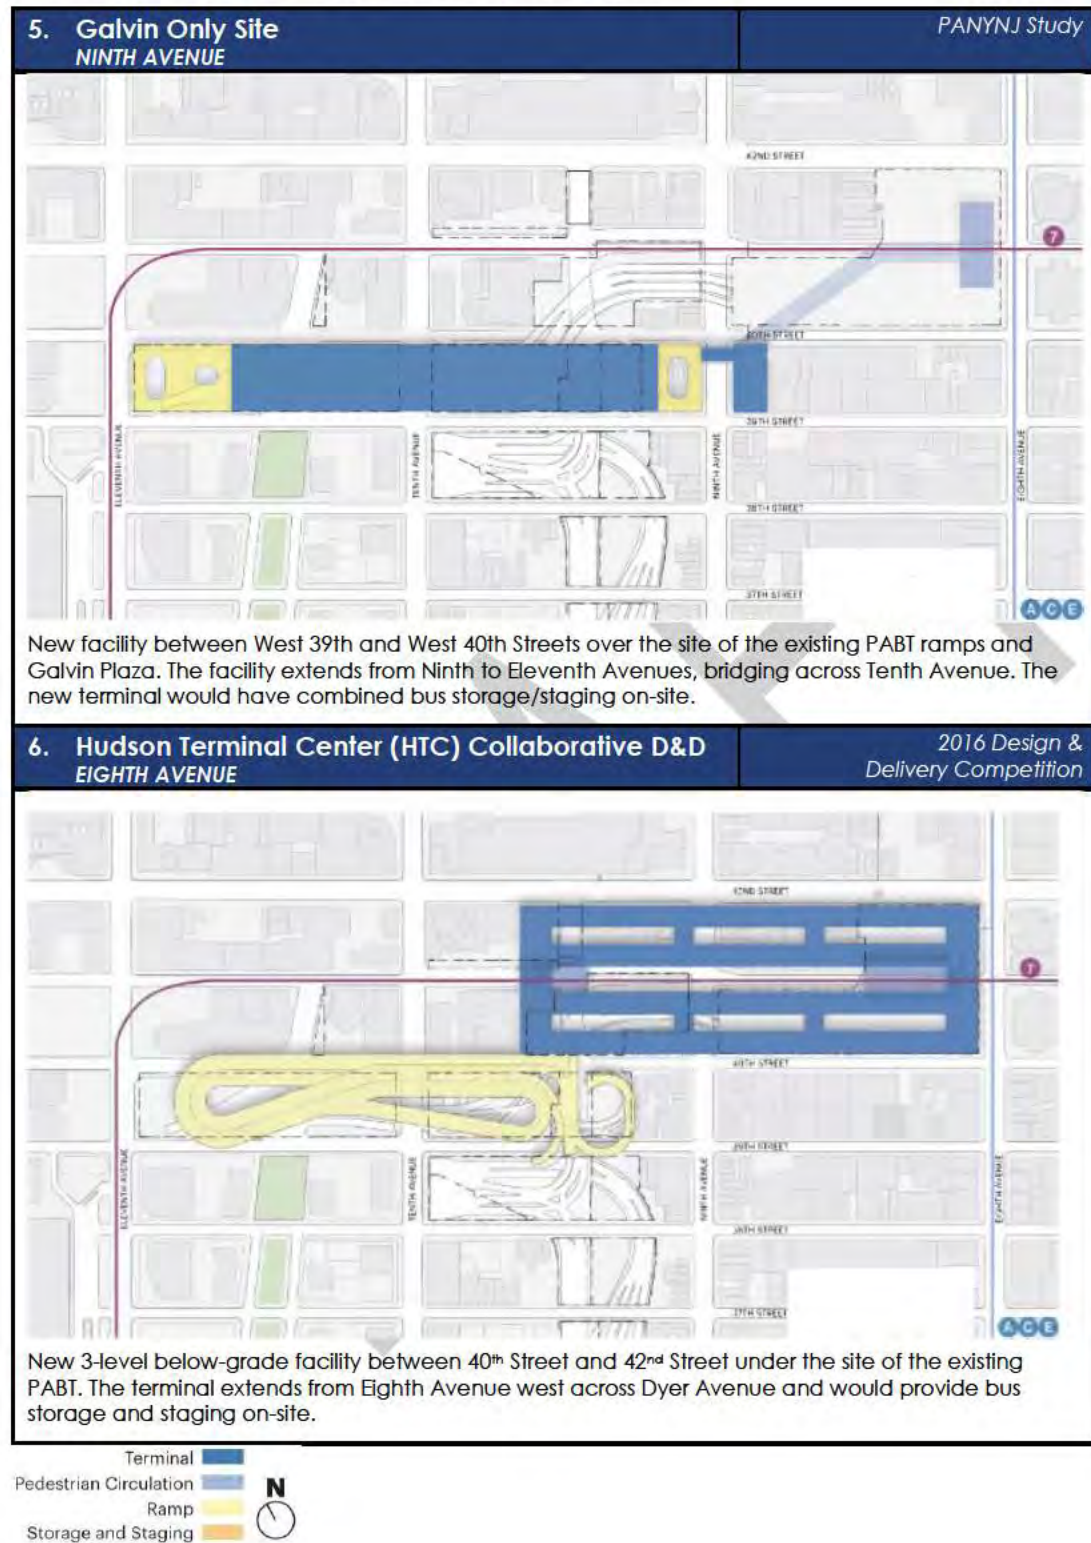 5. Galvin Only Site
NINTH AVENUE
PANYNJ Study
42ND STREET
7
40TH STREET
39TH STREET
ELEVENTH AVENUE
TENTH AVENUE
NINTH AVENUE
EIGHTH AVENUE
38TH STREET
37TH STREET
A C E
New facility between West 39th and West 40th Streets over the site of the existing PABT ramps and
Galvin Plaza. The facility extends from Ninth to Eleventh Avenues, bridging across Tenth Avenue. The
new terminal would have combined bus storage/staging on-site.
6. Hudson Terminal Center (HTC) Collaborative D&D
EIGHTH AVENUE
2016 Design &
Delivery Competition
42ND STREET
7
40TH STREET
39TH STREET
ELEVENTH AVENUE
TENTH AVENUE
NINTH AVENUE
EIGHTH AVENUE
38TH STREET
37TH STREET
A C E
New 3-level below-grade facility between 40th Street and 42nd Street under the site of the existing
PABT. The terminal extends from Eighth Avenue west across Dyer Avenue and would provide bus
storage and staging on-site.
Terminal
Pedestrian Circulation
Ramp
Storage and Staging
N